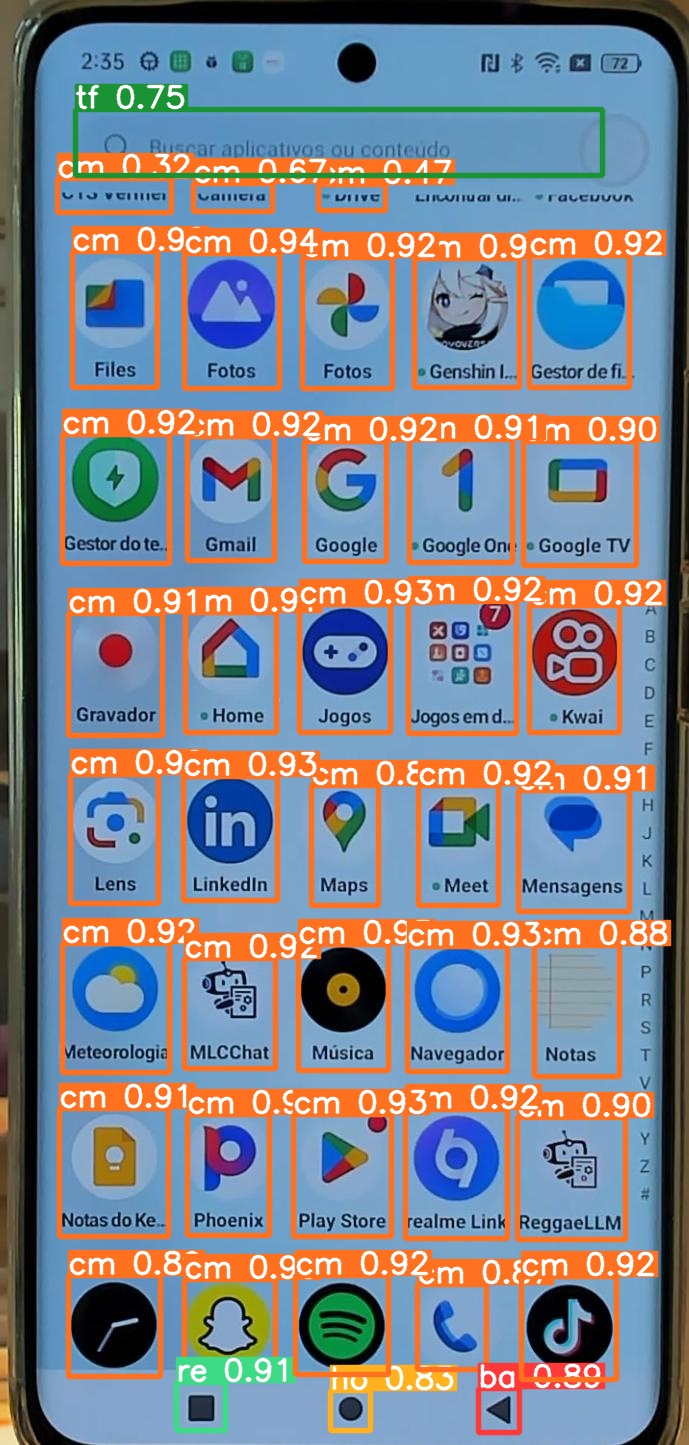 2:35 72
tf 0.75
Buscar aplicativos ou conteúdo
cm 0.32 cm 0.67 cm 0.47
Camera Drive Facebook
cm 0.9 cm 0.94 cm 0.92 0.9 cm 0.92
Files Fotos Fotos Genshin I... Gestor de fi...
cm 0.92 cm 0.92 cm 0.92 0.91 cm 0.90
Gestor do te... Gmail Google Google One Google TV
cm 0.91 0.9 cm 0.93 0.92 cm 0.92
7
Gravador Home Jogos Jogos em d... Kwai
A
B
C
D
E
F
cm 0.9 cm 0.93 cm 0.8 cm 0.92 0.91
in
Lens LinkedIn Maps Meet Mensagens
H
J
K
L
M
cm 0.92 cm 0.92 cm 0.9 cm 0.93 cm 0.88
N
P
R
S
T
V
Meteorologia MLCChat Música Navegador Notas
cm 0.91 cm 0.9 cm 0.93 0.92 cm 0.90
Y
Z
#
Notas do Ke... Phoenix Play Store realme Link ReggaeLLM
cm 0.8 cm 0.9 cm 0.92 cm 0.8 cm 0.92
re 0.91 ho 0.83 ba 0.89